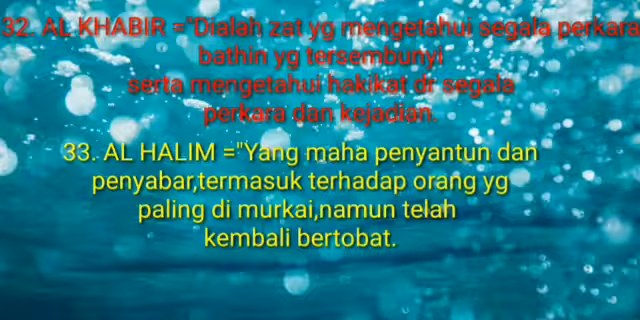 32. AL KHABIR ="Dialah zat yg mengetahui segala perkara
bathin yg tersembunyi
serta mengetahui hakikat dr segala
perkara dan kejadian.
33. AL HALIM ="Yang maha penyantun dan
penyabar,termasuk terhadap orang yg
paling di murkai,namun telah
kembali bertobat.